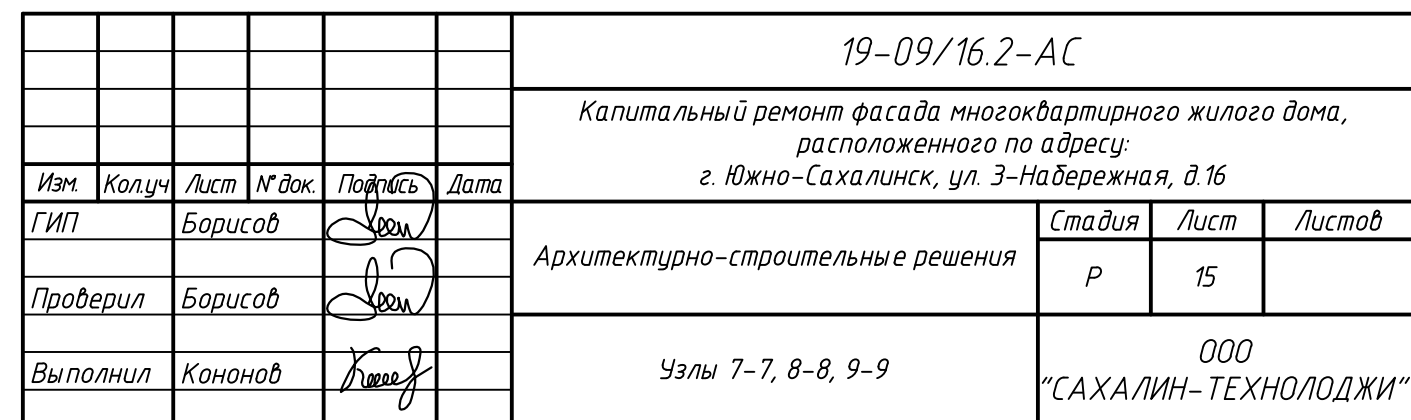 19-09/16.2-АС
Капитальный ремонт фасада многоквартирного жилого дома,
расположенного по адресу:
г. Южно-Сахалинск, ул. 3-Набережная, д.16
Изм. Кол.уч Лист №док. Подпись Дата
ГИП Борисов
Проверил Борисов
Выполнил Кононов
Архитектурно-строительные решения
Стадия Лист Листов
Р 15
Узлы 7-7, 8-8, 9-9
ООО
"САХАЛИН-ТЕХНОЛОДЖИ"